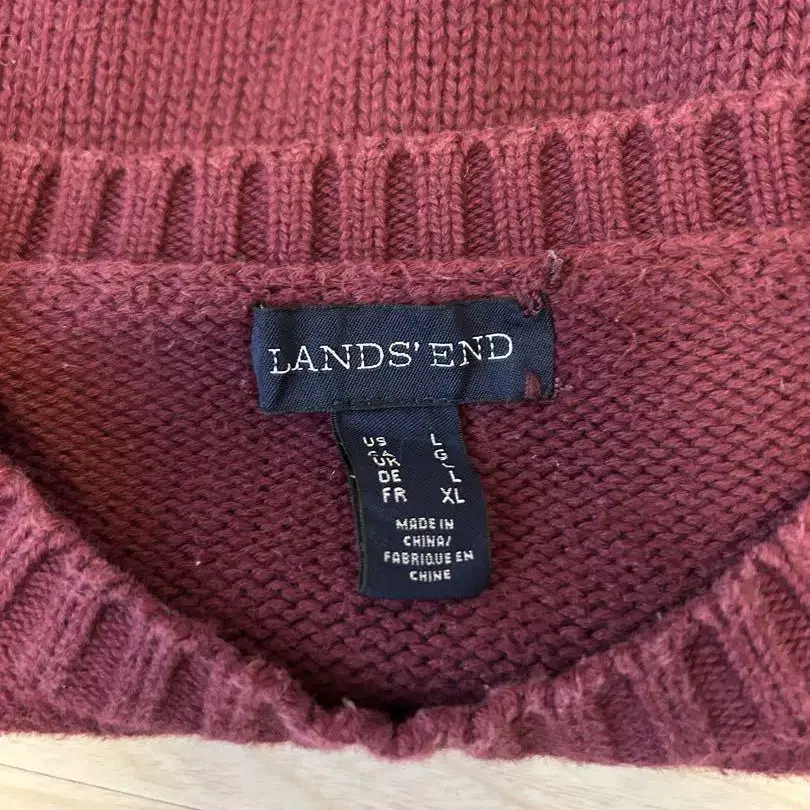 LANDS' END
US L
CA G
UK L
DE L
FR XL
MADE IN
CHINA/
FABRIQUE EN
CHINE